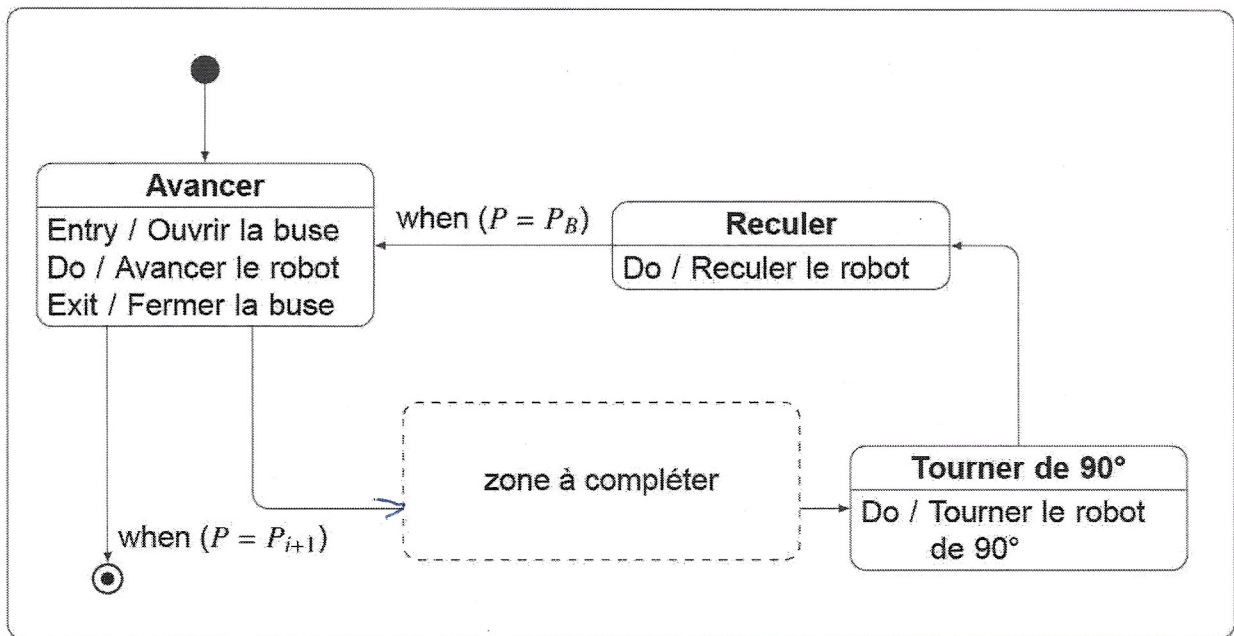 Avancer
Entry / Ouvrir la buse
Do / Avancer le robot
Exit / Fermer la buse
when (P = P_B)
Reculer
Do / Reculer le robot
zone à compléter
Tourner de 90°
Do / Tourner le robot
de 90°
when (P = P_{i+1})